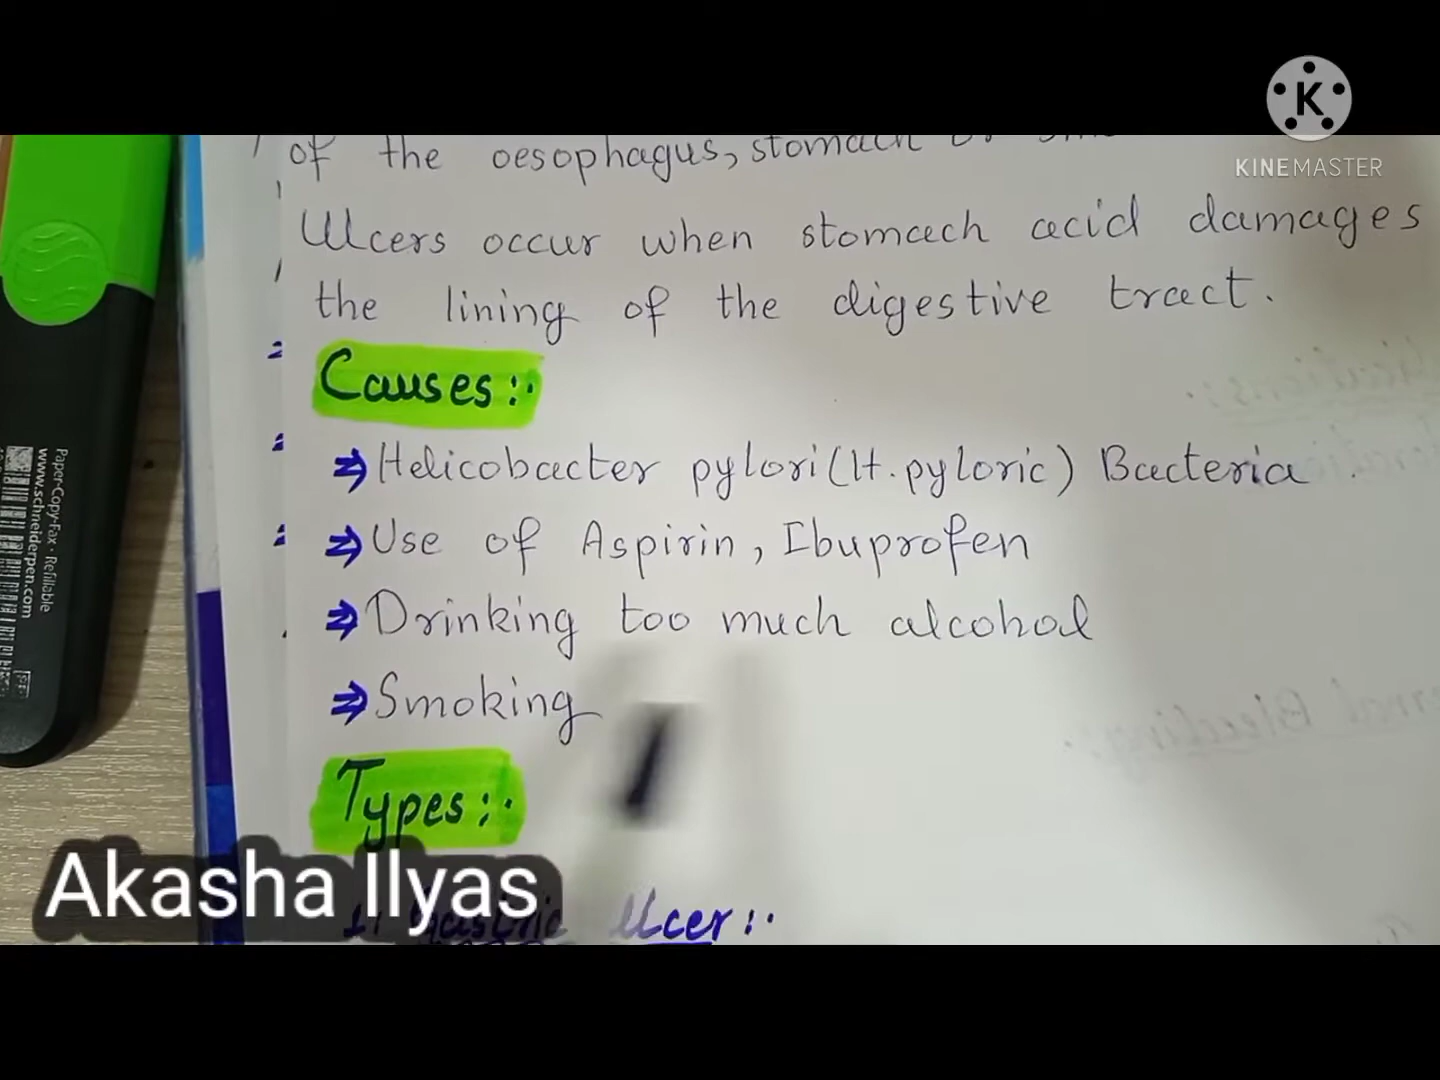 of the oesophagus, stomach
Ulcers occur when stomach acid damages
the lining of the digestive tract.
Causes:
⇒ Helicobacter pylori (H. pyloric) Bacteria
⇒ Use of Aspirin, Ibuprofen
⇒ Drinking too much alcohol
⇒ Smoking
Types:
1: Gastric Ulcer:
Akasha Ilyas
KINEMASTER
Paper-Copy-Fax · Refillable
www.schneiderpen.com